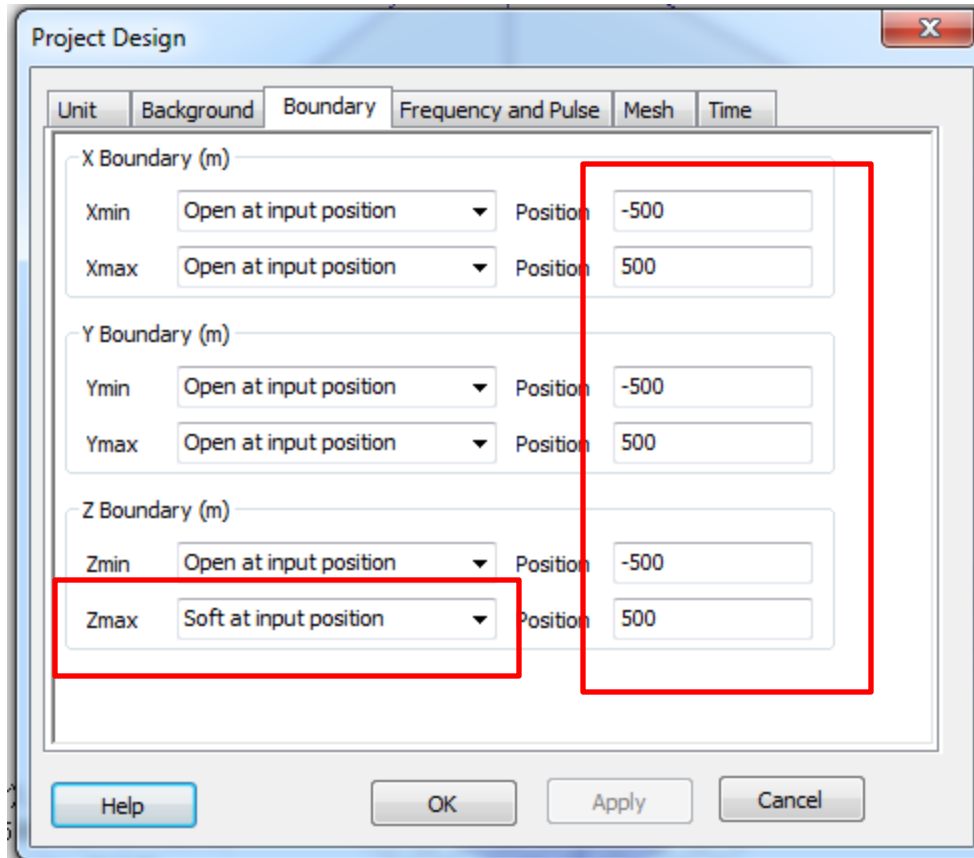 Project Design
Unit Background Boundary Frequency and Pulse Mesh Time
X Boundary (m)
Xmin Open at input position Position -500
Xmax Open at input position Position 500
Y Boundary (m)
Ymin Open at input position Position -500
Ymax Open at input position Position 500
Z Boundary (m)
Zmin Open at input position Position -500
Zmax Soft at input position Position 500
Help OK Apply Cancel